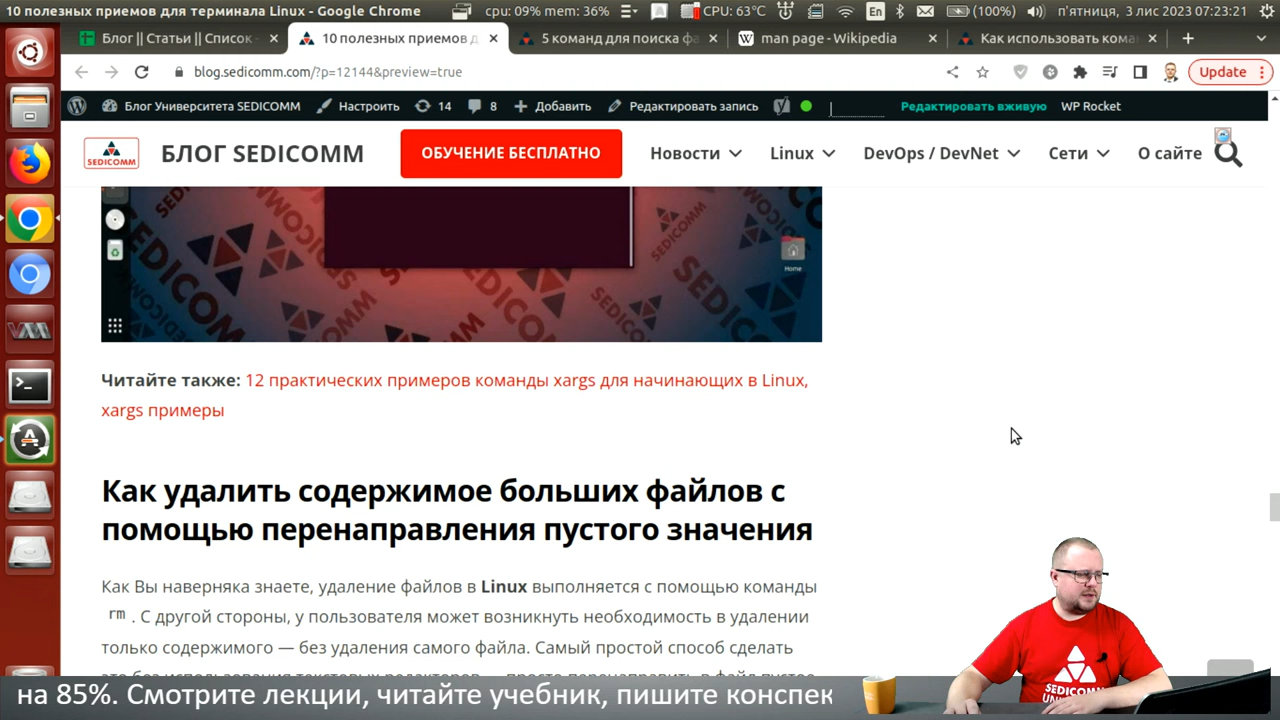 10 полезных приемов для терминала Linux - Google Chrome
cpu: 09% mem: 36%
CPU: 63°C
En
(100%)
п'ятниця, 3 лис 2023 07:23:21
Блог || Статьи || Список -
10 полезных приемов д
5 команд для поиска фа
W man page - Wikipedia
Как использовать кома
blog.sedicomm.com/?p=12144&preview=true
Update
Блог Университета SEDICOMM
Настроить
14
8
Добавить
Редактировать запись
Редактировать вживую
WP Rocket
SEDICOMM
БЛОГ SEDICOMM
ОБУЧЕНИЕ БЕСПЛАТНО
Новости
Linux
DevOps / DevNet
Сети
О сайте
SEDICOMM
Home
Читайте также: 12 практических примеров команды xargs для начинающих в Linux,
xargs примеры
Как удалить содержимое больших файлов с
помощью перенаправления пустого значения
Как Вы наверняка знаете, удаление файлов в Linux выполняется с помощью команды
rm . С другой стороны, у пользователя может возникнуть необходимость в удалении
только содержимого — без удаления самого файла. Самый простой способ сделать
на 85%. Смотрите лекции, читайте учебник, пишите конспек
SEDICOMM